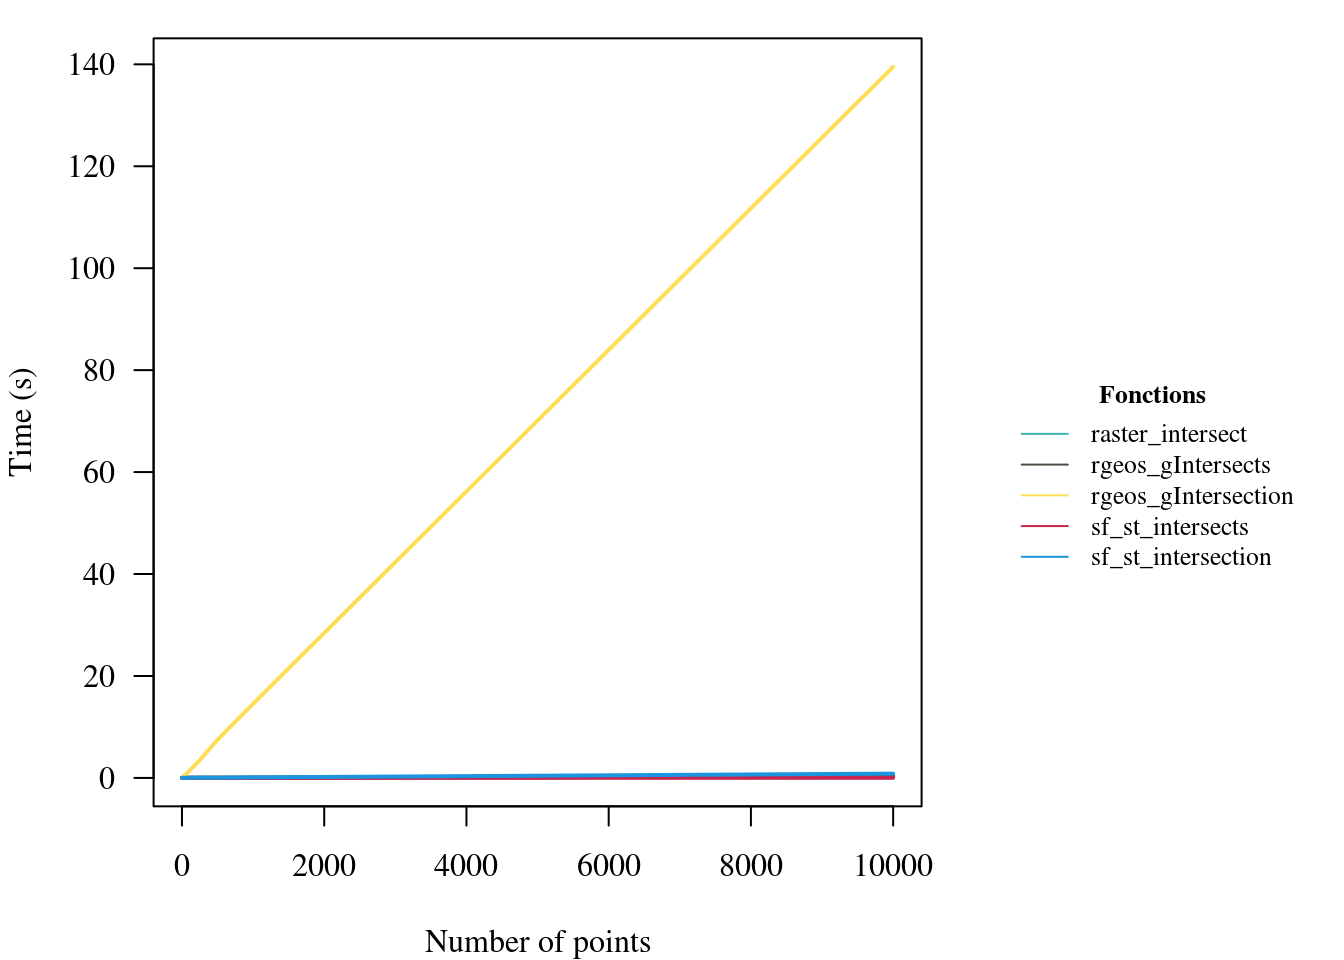 140
120
100
80
60
40
20
0
Time (s)
0 2000 4000 6000 8000 10000
Number of points
Fonctions
raster_intersect
rgeos_gIntersects
rgeos_gIntersection
sf_st_intersects
sf_st_intersection